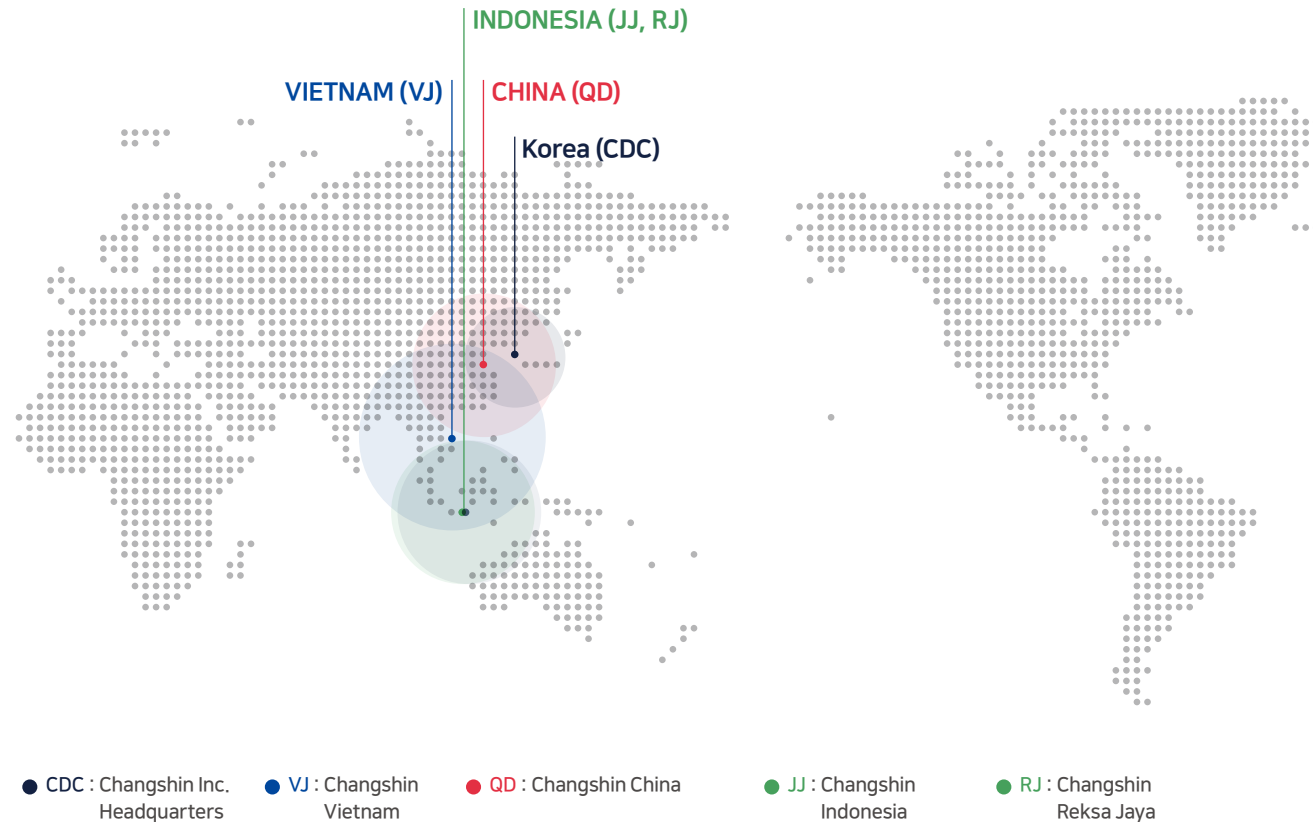 INDONESIA (JJ, RJ)
VIETNAM (VJ)
CHINA (QD)
Korea (CDC)
CDC : Changshin Inc.
Headquarters
VJ : Changshin
Vietnam
QD : Changshin China
JJ : Changshin
Indonesia
RJ : Changshin
Reksa Jaya